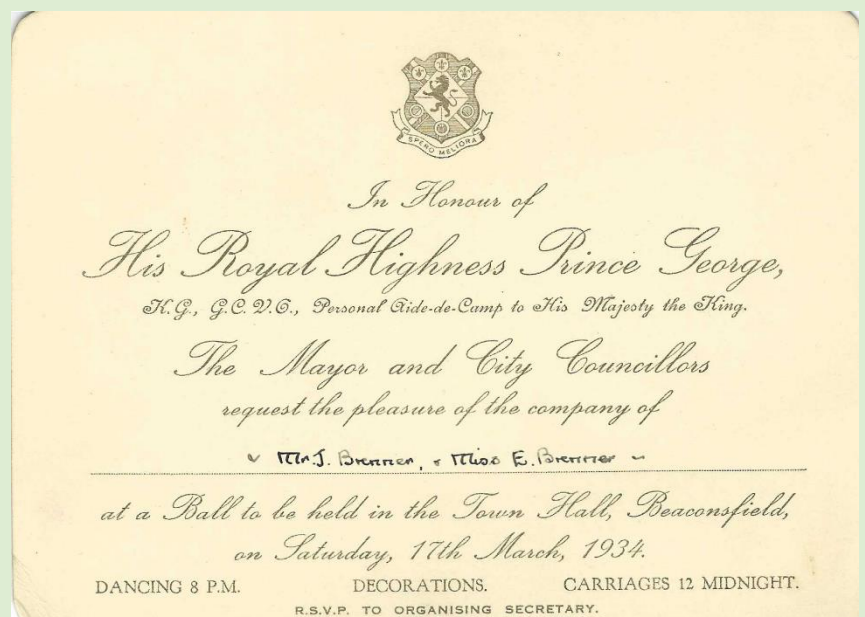 SPERO MELIORA
In Honour of
His Royal Highness Prince George,
K.G., G.C.V.O., Personal Aide-de-Camp to His Majesty the King.
The Mayor and City Councillors
request the pleasure of the company of
Mr J. Brenner, & Miss E. Brenner
at a Ball to be held in the Town Hall, Beaconsfield,
on Saturday, 17th March, 1934.
DANCING 8 P.M. DECORATIONS. CARRIAGES 12 MIDNIGHT.
R.S.V.P. TO ORGANISING SECRETARY.